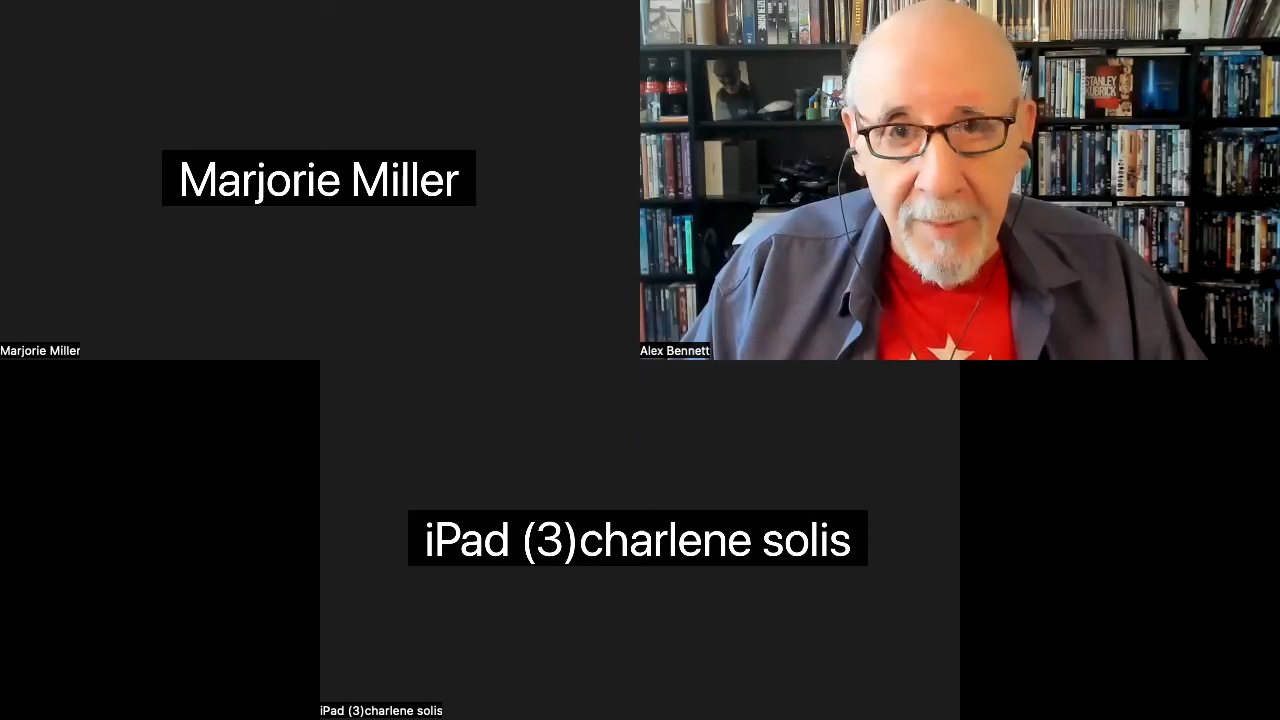 Marjorie Miller
STANLEY
KUBRICK
Marjorie Miller
Alex Bennett
iPad (3)charlene solis
iPad (3)charlene solis